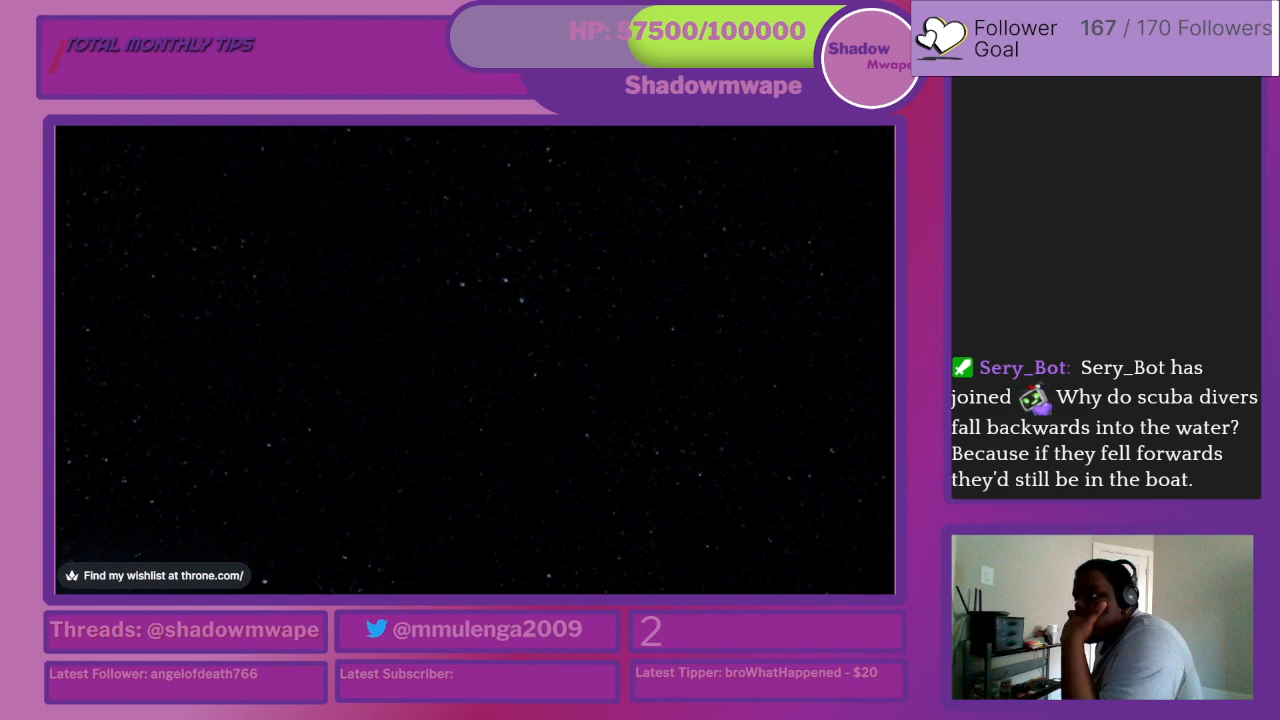 TOTAL MONTHLY TIPS
HP: 57500/100000
Shadowmwape
Shadow
Mwape
Follower
Goal
167 / 170 Followers
Sery_Bot: Sery_Bot has
joined Why do scuba divers
fall backwards into the water?
Because if they fell forwards
they'd still be in the boat.
Find my wishlist at throne.com/
Threads: @shadowmwape
@mmulenga2009
2
Latest Follower: angelofdeath766
Latest Subscriber:
Latest Tipper: broWhatHappened - $20